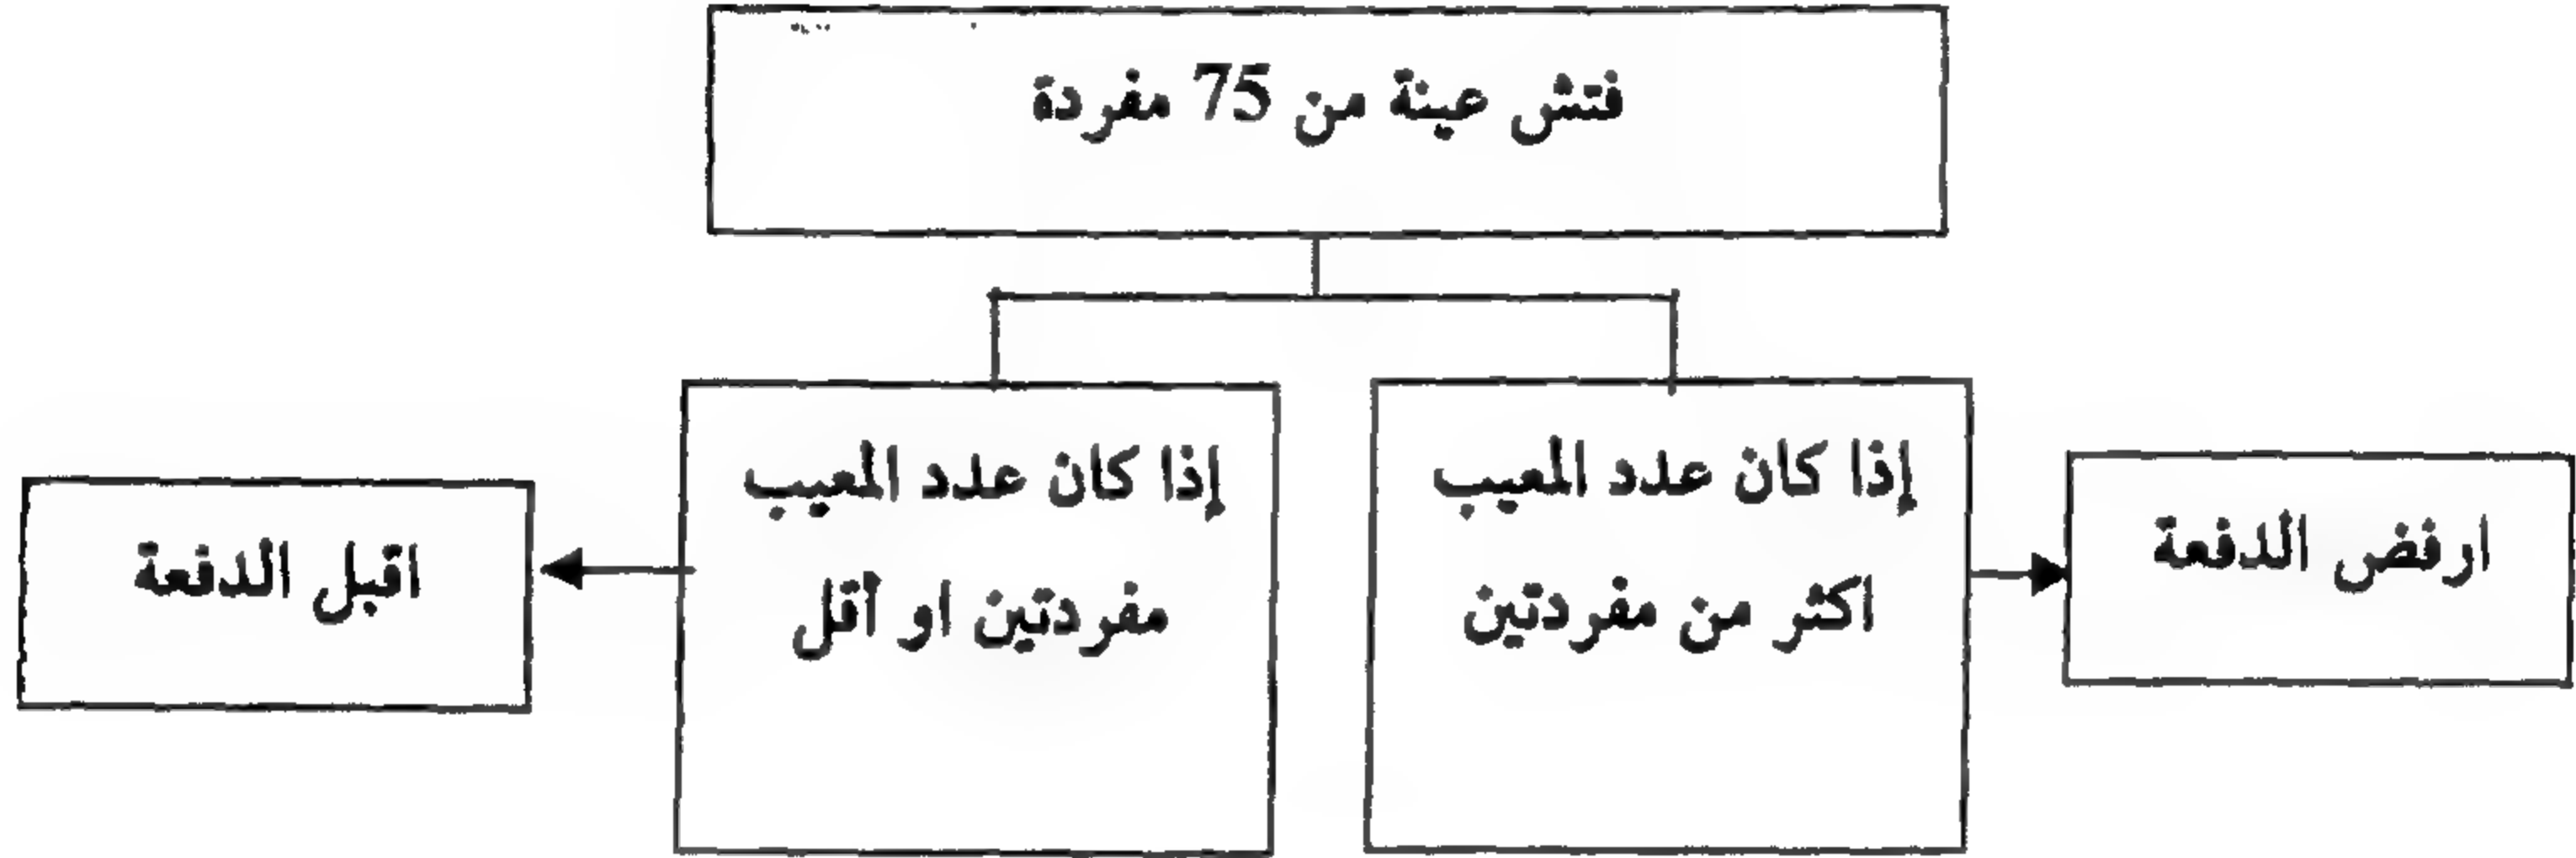 فتش عينة من 75 مفردة
إذا كان عدد المعيب
اكثر من مفردتين
ارفض الدفعة
إذا كان عدد المعيب
مفردتين او أقل
اقبل الدفعة